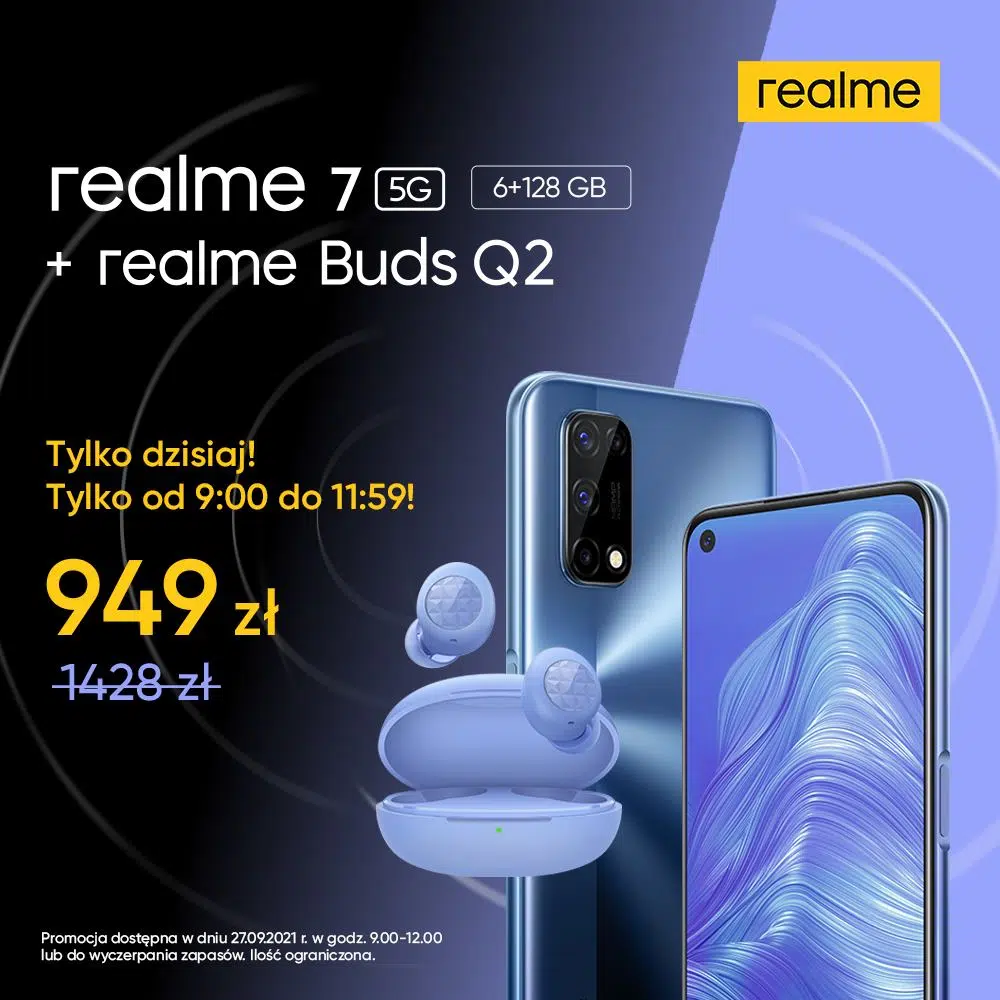 realme
realme 7 5G 6+128 GB
+ realme Buds Q2
Tylko dzisiaj!
Tylko od 9:00 do 11:59!
949 zł
1428 zł
Promocja dostępna w dniu 27.09.2021 r. w godz. 9.00-12.00
lub do wyczerpania zapasów. Ilość ograniczona.